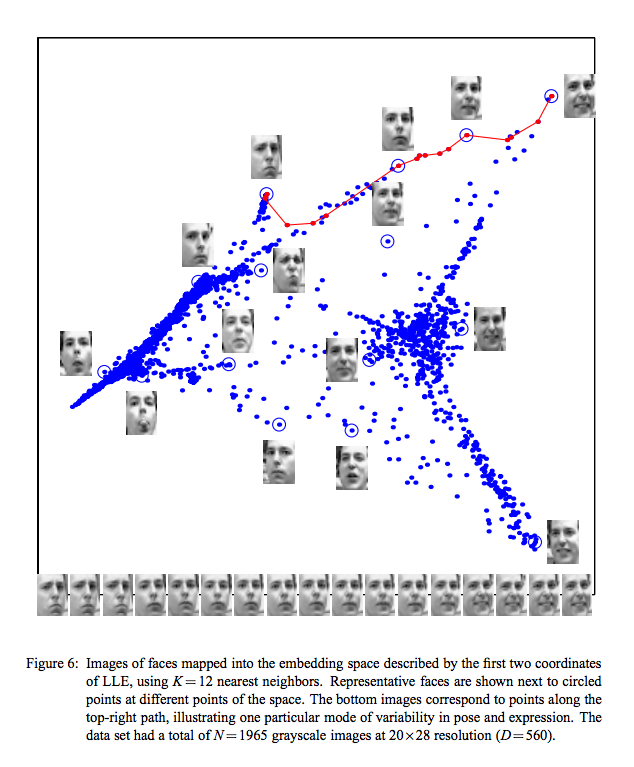 Figure 6: Images of faces mapped into the embedding space described by the first two coordinates
of LLE, using K=12 nearest neighbors. Representative faces are shown next to circled
points at different points of the space. The bottom images correspond to points along the
top-right path, illustrating one particular mode of variability in pose and expression. The
data set had a total of N=1965 grayscale images at 20×28 resolution (D=560).